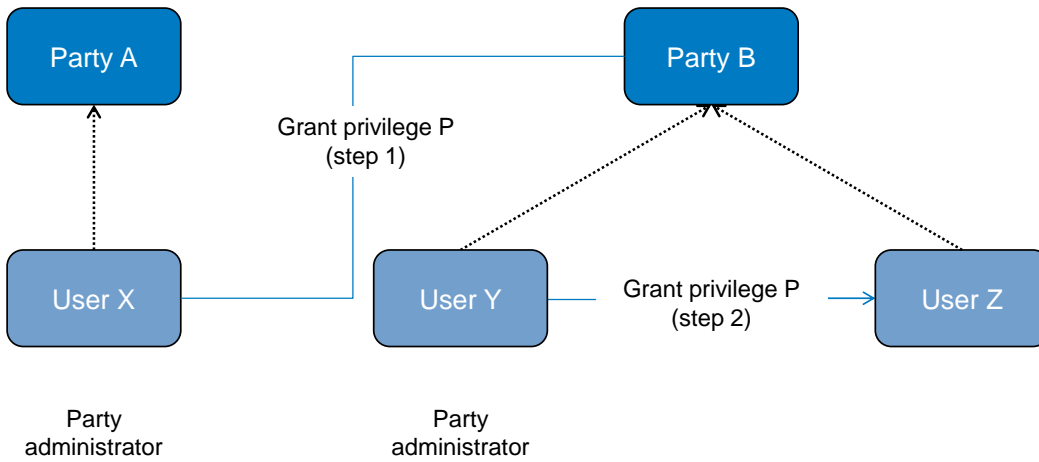 Party A
Party B
Grant privilege P
(step 1)
User X
User Y
Grant privilege P
(step 2)
User Z
Party
administrator
Party
administrator